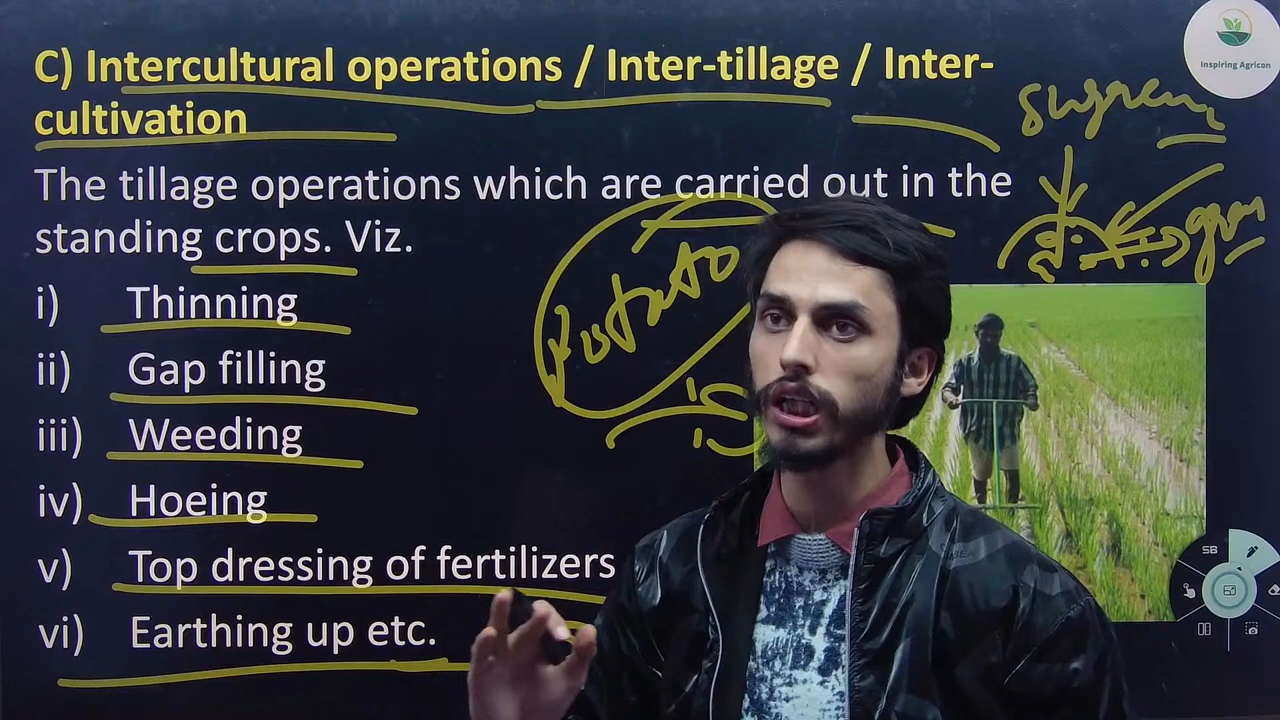 C) Intercultural operations / Inter-tillage / Inter-
cultivation
The tillage operations which are carried out in the
standing crops. Viz.
i) Thinning
ii) Gap filling
iii) Weeding
iv) Hoeing
v) Top dressing of fertilizers
vi) Earthing up etc.
Potato
Inspiring Agricon
SB